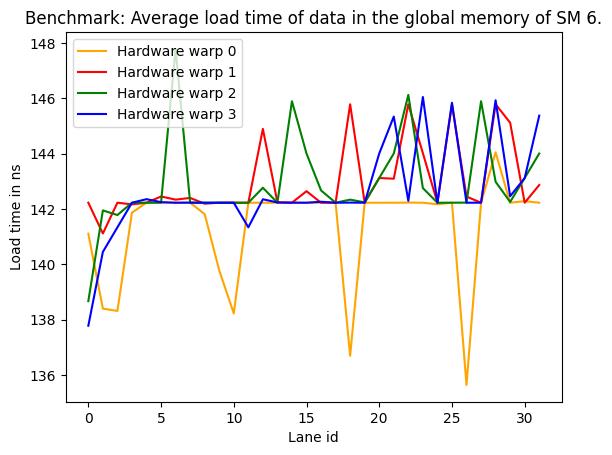 Benchmark: Average load time of data in the global memory of SM 6.
Hardware warp 0
Hardware warp 1
Hardware warp 2
Hardware warp 3
148
146
144
142
140
138
136
Load time in ns
0
5
10
15
20
25
30
Lane id